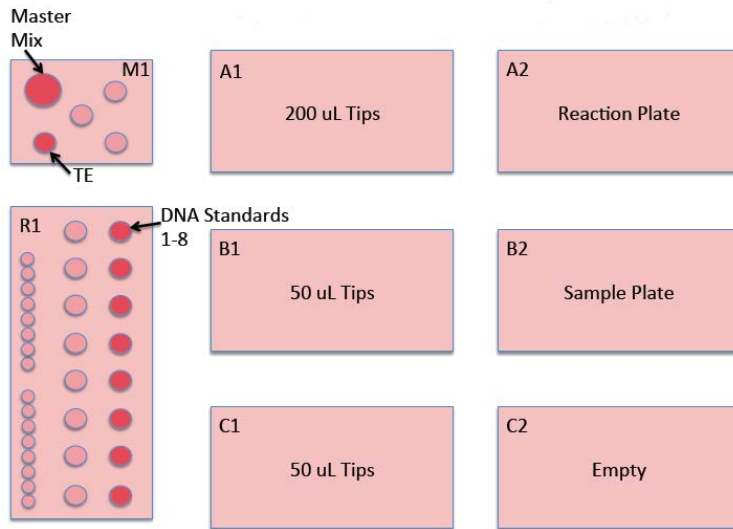 Master
Mix
M1
TE
A1
200 uL Tips
A2
Reaction Plate
R1
DNA Standards
1-8
B1
50 uL Tips
B2
Sample Plate
C1
50 uL Tips
C2
Empty